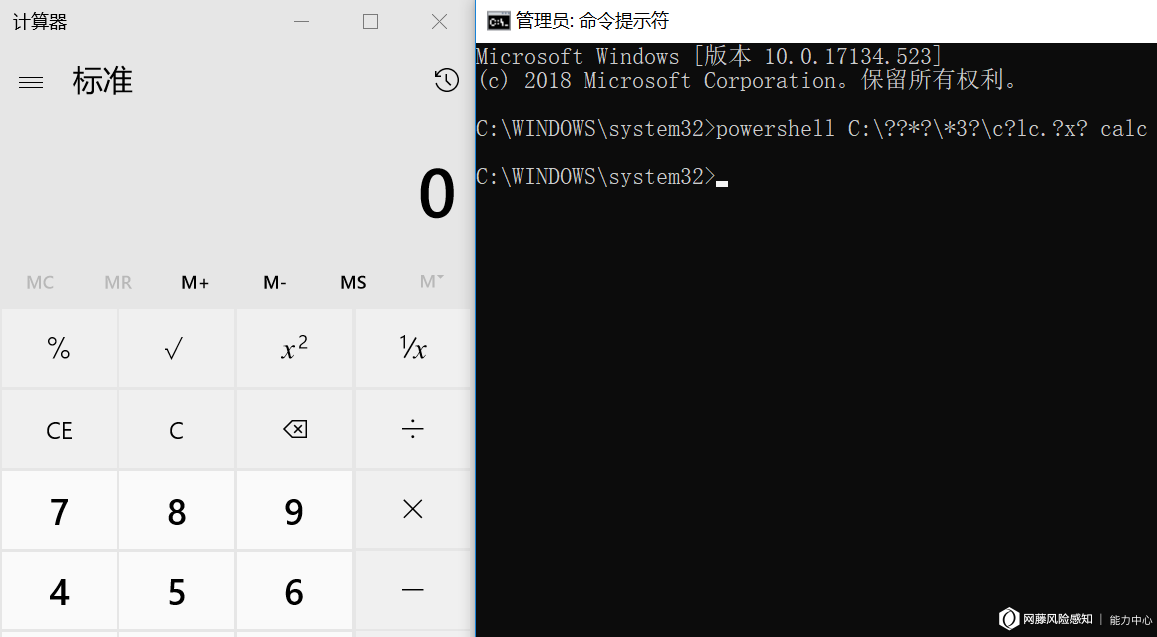 计算器
标准
0
MC MR M+ M- MS M˅
% √ x² ¹/x
CE C ÷
7 8 9 ×
4 5 6 −
管理员: 命令提示符
Microsoft Windows [版本 10.0.17134.523]
(c) 2018 Microsoft Corporation。保留所有权利。
C:\WINDOWS\system32>powershell C:\??*?\*3?\c?lc.?x? calc
C:\WINDOWS\system32>
网藤风险感知 | 能力中心